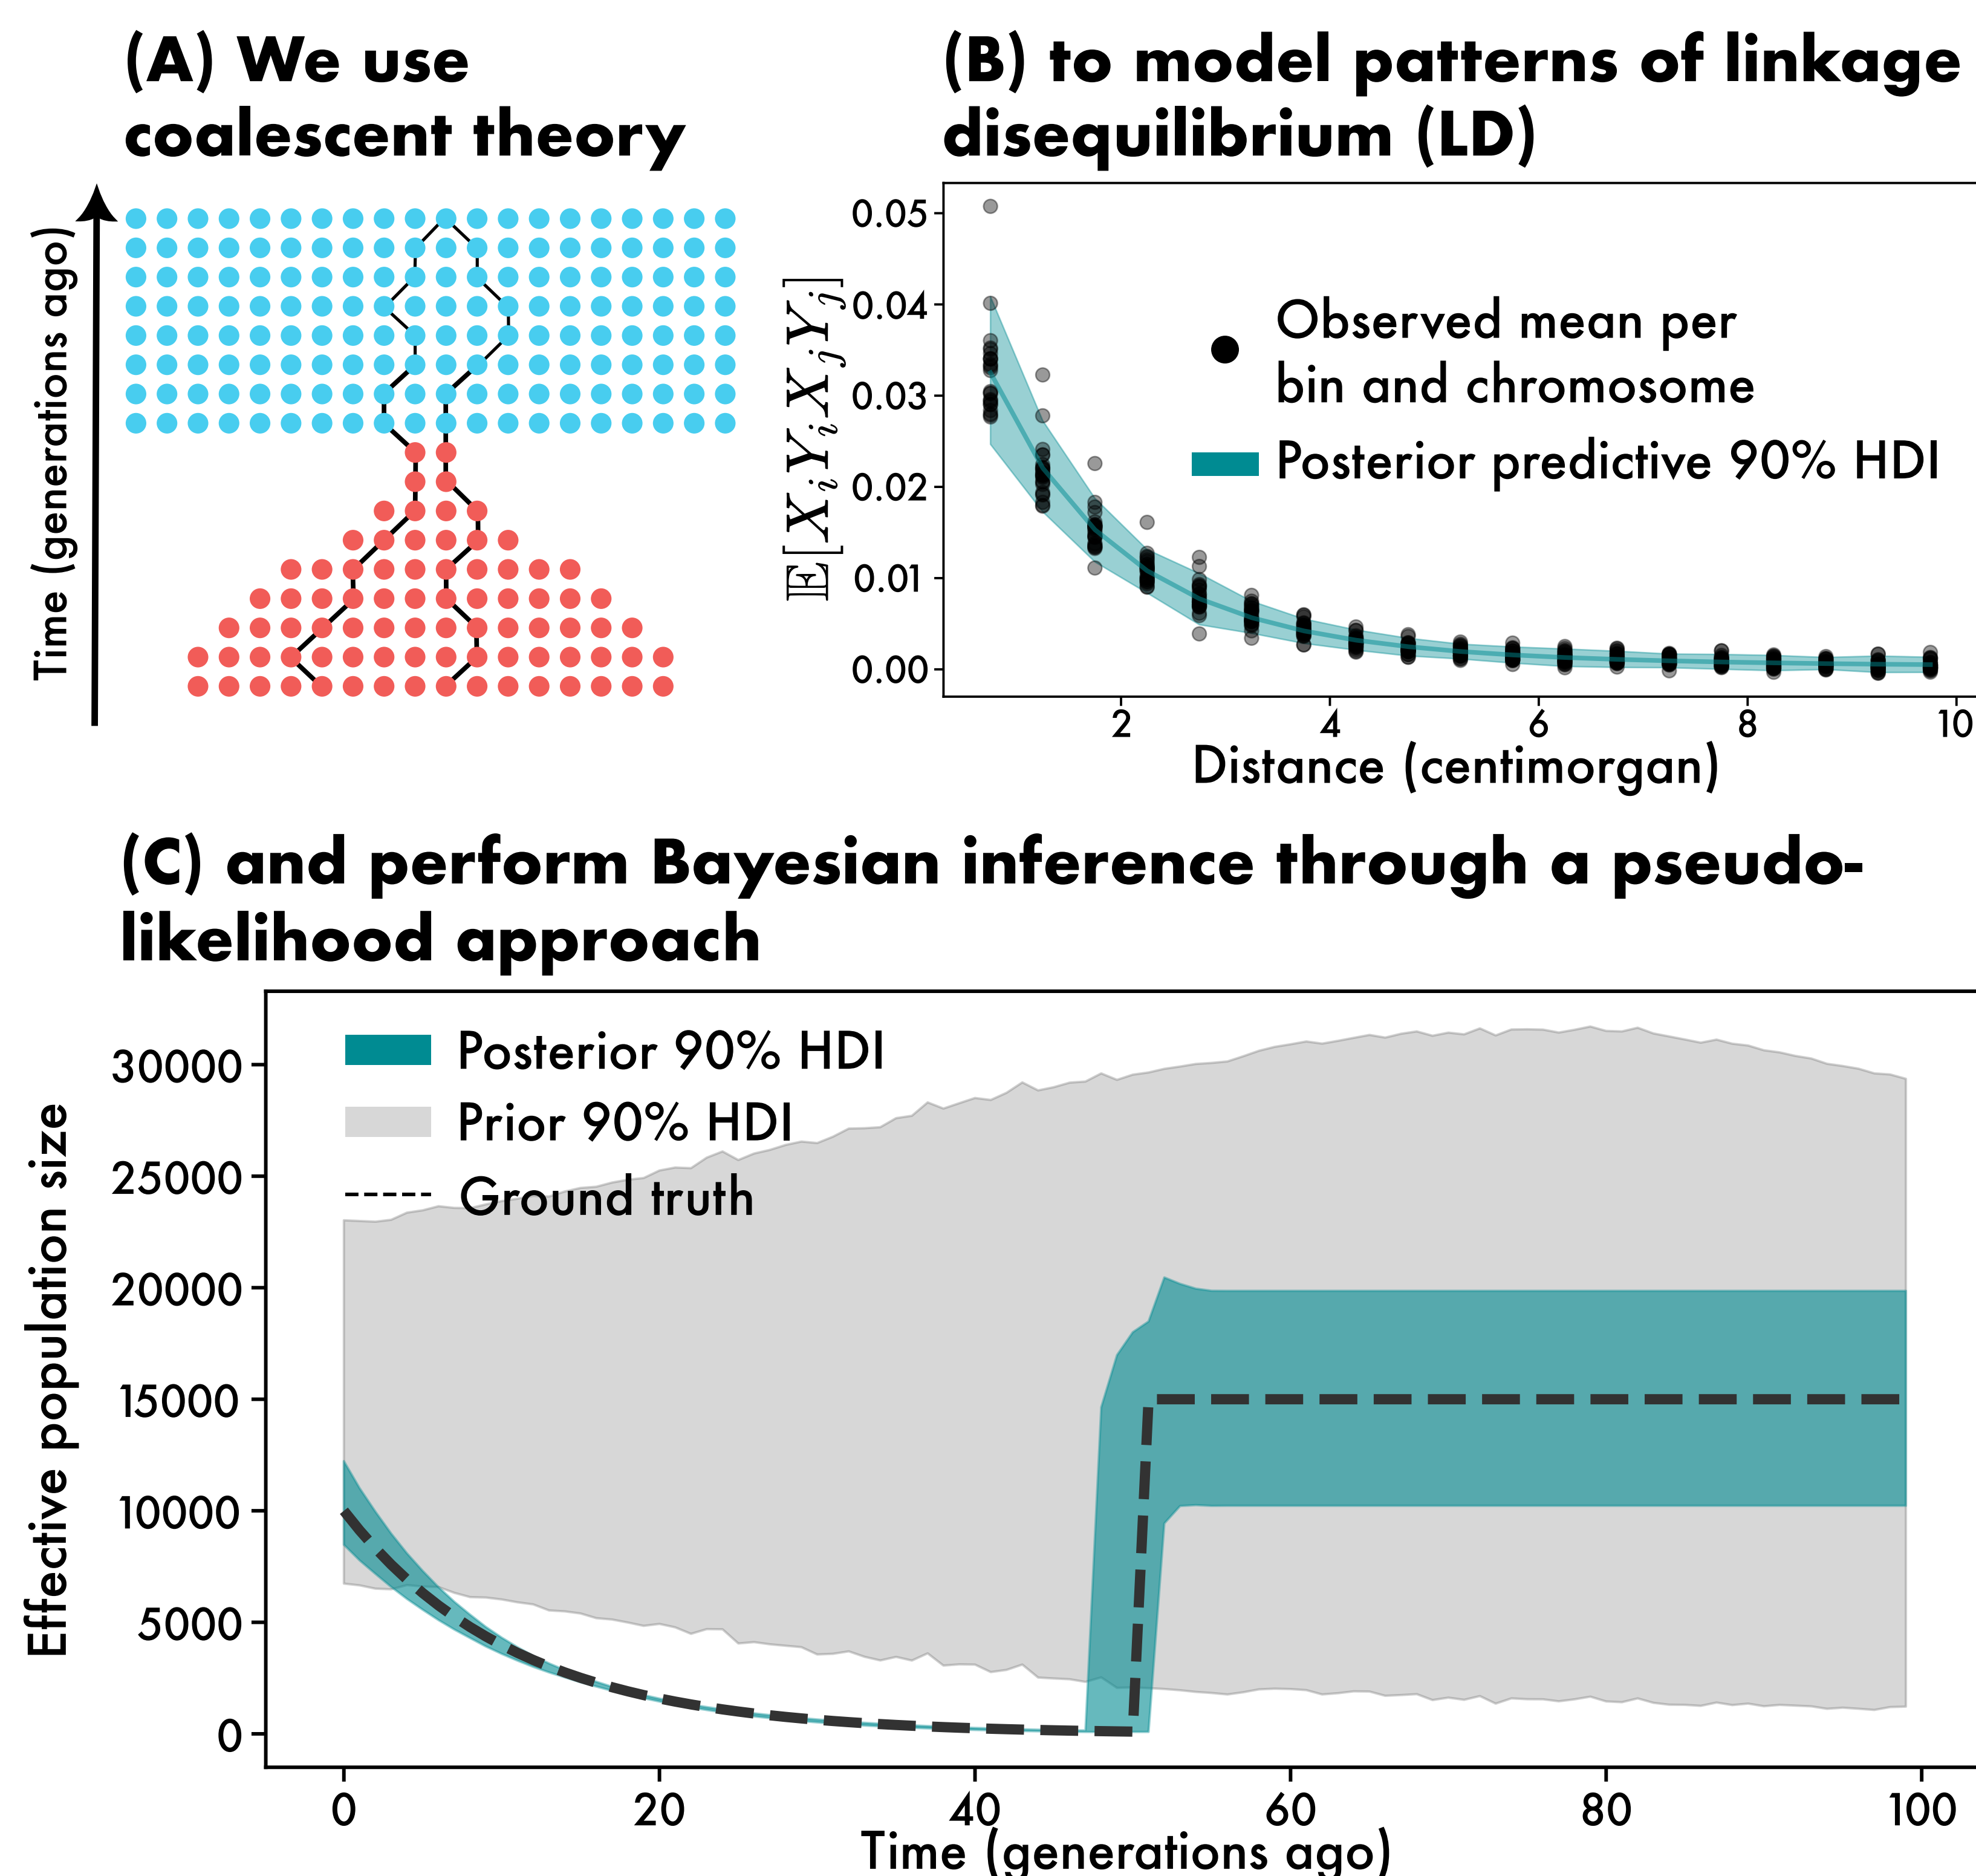 (A) We use
coalescent theory
Time (generations ago)
(B) to model patterns of linkage
disequilibrium (LD)
𝔼[X_iY_iX_jY_j]
0.05
0.04
0.03
0.02
0.01
0.00
Observed mean per
bin and chromosome
Posterior predictive 90% HDI
2 4 6 8 10
Distance (centimorgan)
(C) and perform Bayesian inference through a pseudo-
likelihood approach
Effective population size
30000
25000
20000
15000
10000
5000
0
Posterior 90% HDI
Prior 90% HDI
Ground truth
0 20 40 60 80 100
Time (generations ago)